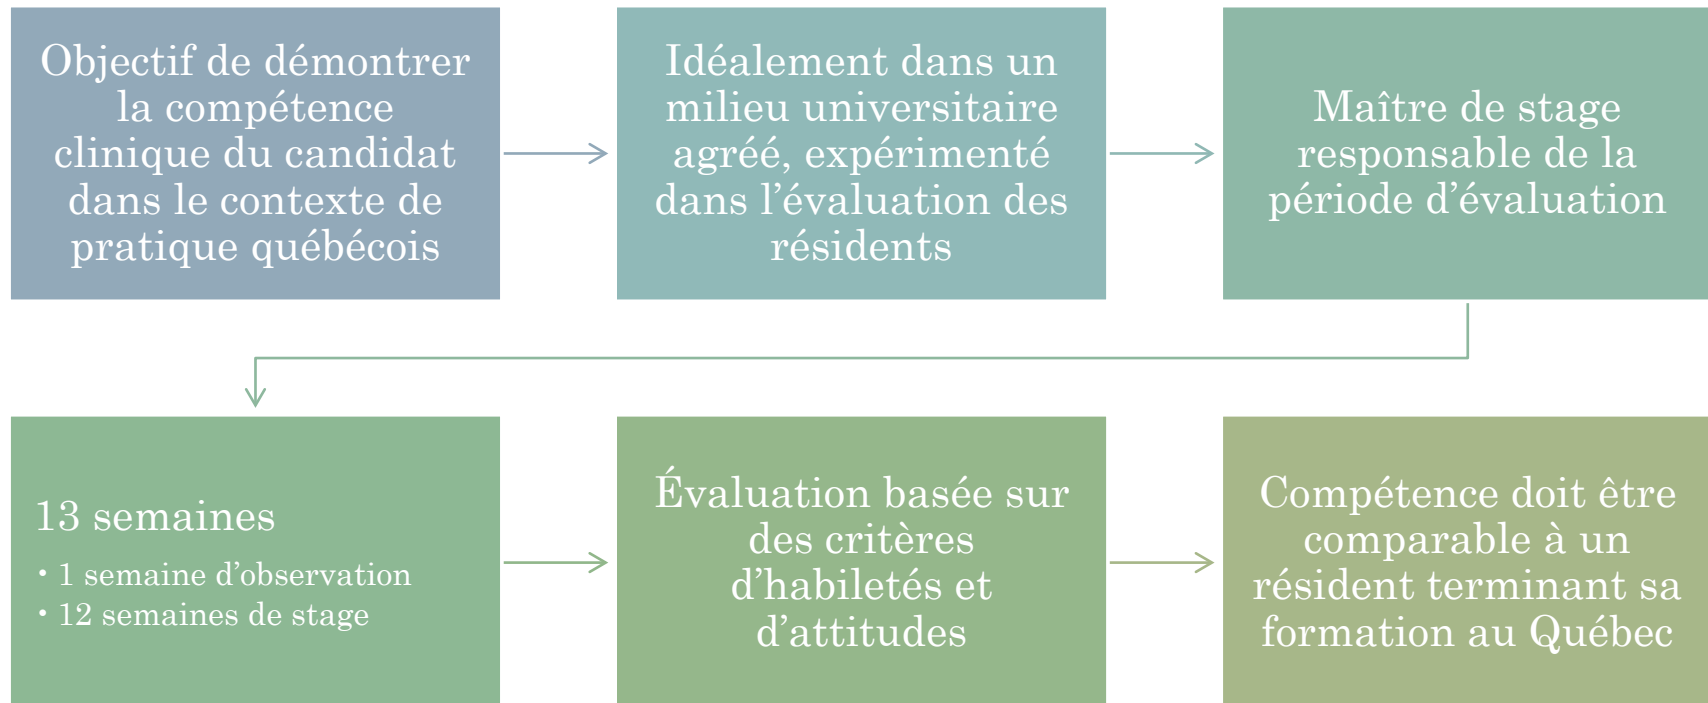 Objectif de démontrer
la compétence
clinique du candidat
dans le contexte de
pratique québécois
Idéalement dans un
milieu universitaire
agréé, expérimenté
dans l’évaluation des
résidents
Maître de stage
responsable de la
période d’évaluation
13 semaines
• 1 semaine d’observation
• 12 semaines de stage
Évaluation basée sur
des critères
d’habiletés et
d’attitudes
Compétence doit être
comparable à un
résident terminant sa
formation au Québec